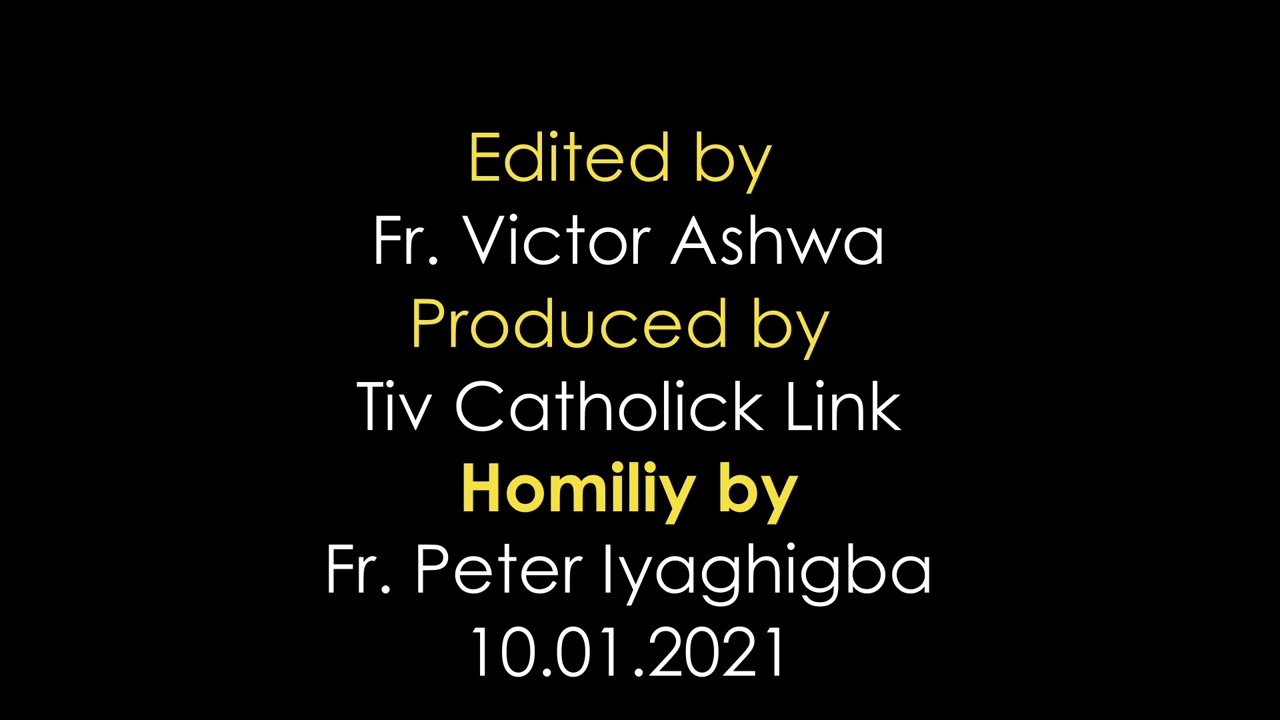 Edited by
Fr. Victor Ashwa
Produced by
Tiv Catholick Link
Homiliy by
Fr. Peter Iyaghigba
10.01.2021